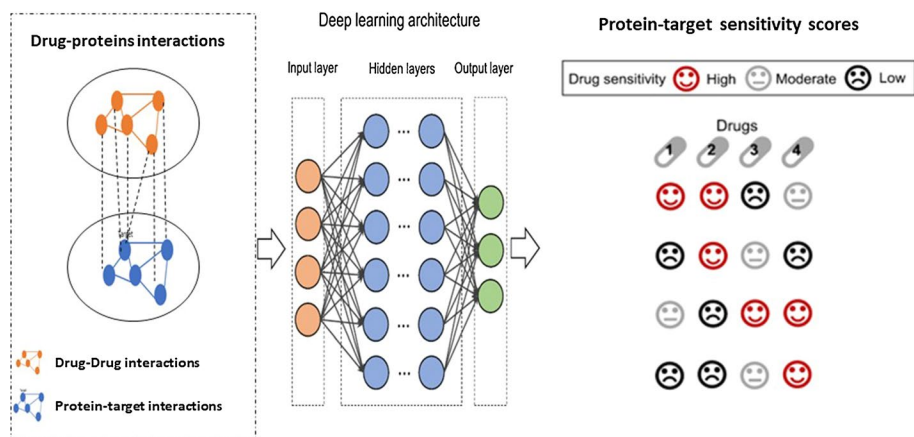 Drug-proteins interactions
Drug-Drug interactions
Protein-target interactions
Deep learning architecture
Input layer
Hidden layers
Output layer
...
...
...
...
...
...
Protein-target sensitivity scores
Drug sensitivity High Moderate Low
Drugs
1 2 3 4